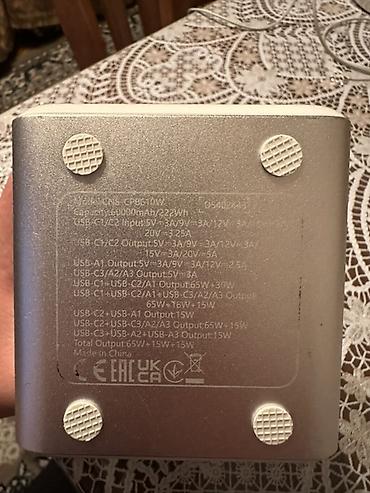 Model:CNS-CPB610W D5402X43
Capacity:60000mAh/222Wh
USB-C1/C2 Input:5V⎓3A/9V⎓3A/12V⎓3A/
20V⎓3.25A
USB-C1/C2 Output:5V⎓3A/9V⎓3A/12V⎓3A/
15V⎓3A/20V⎓5A
USB-A1 Output:5V⎓3A/9V⎓3A/12V⎓2.5A
USB-C3/A2/A3 Output:5V⎓3A
USB-C1+USB-C2/A1 Output:65W+30W
USB-C1+USB-C2/A1+USB-C3/A2/A3 Output:
65W+16W+15W
USB-C2+USB-A1 Output:15W
USB-C2+USB-C3/A2/A3 Output:65W+15W
USB-C3+USB-A2+USB-A3 Output:15W
Total Output:65W+15W+15W
Made in China
CE EAC UKCA